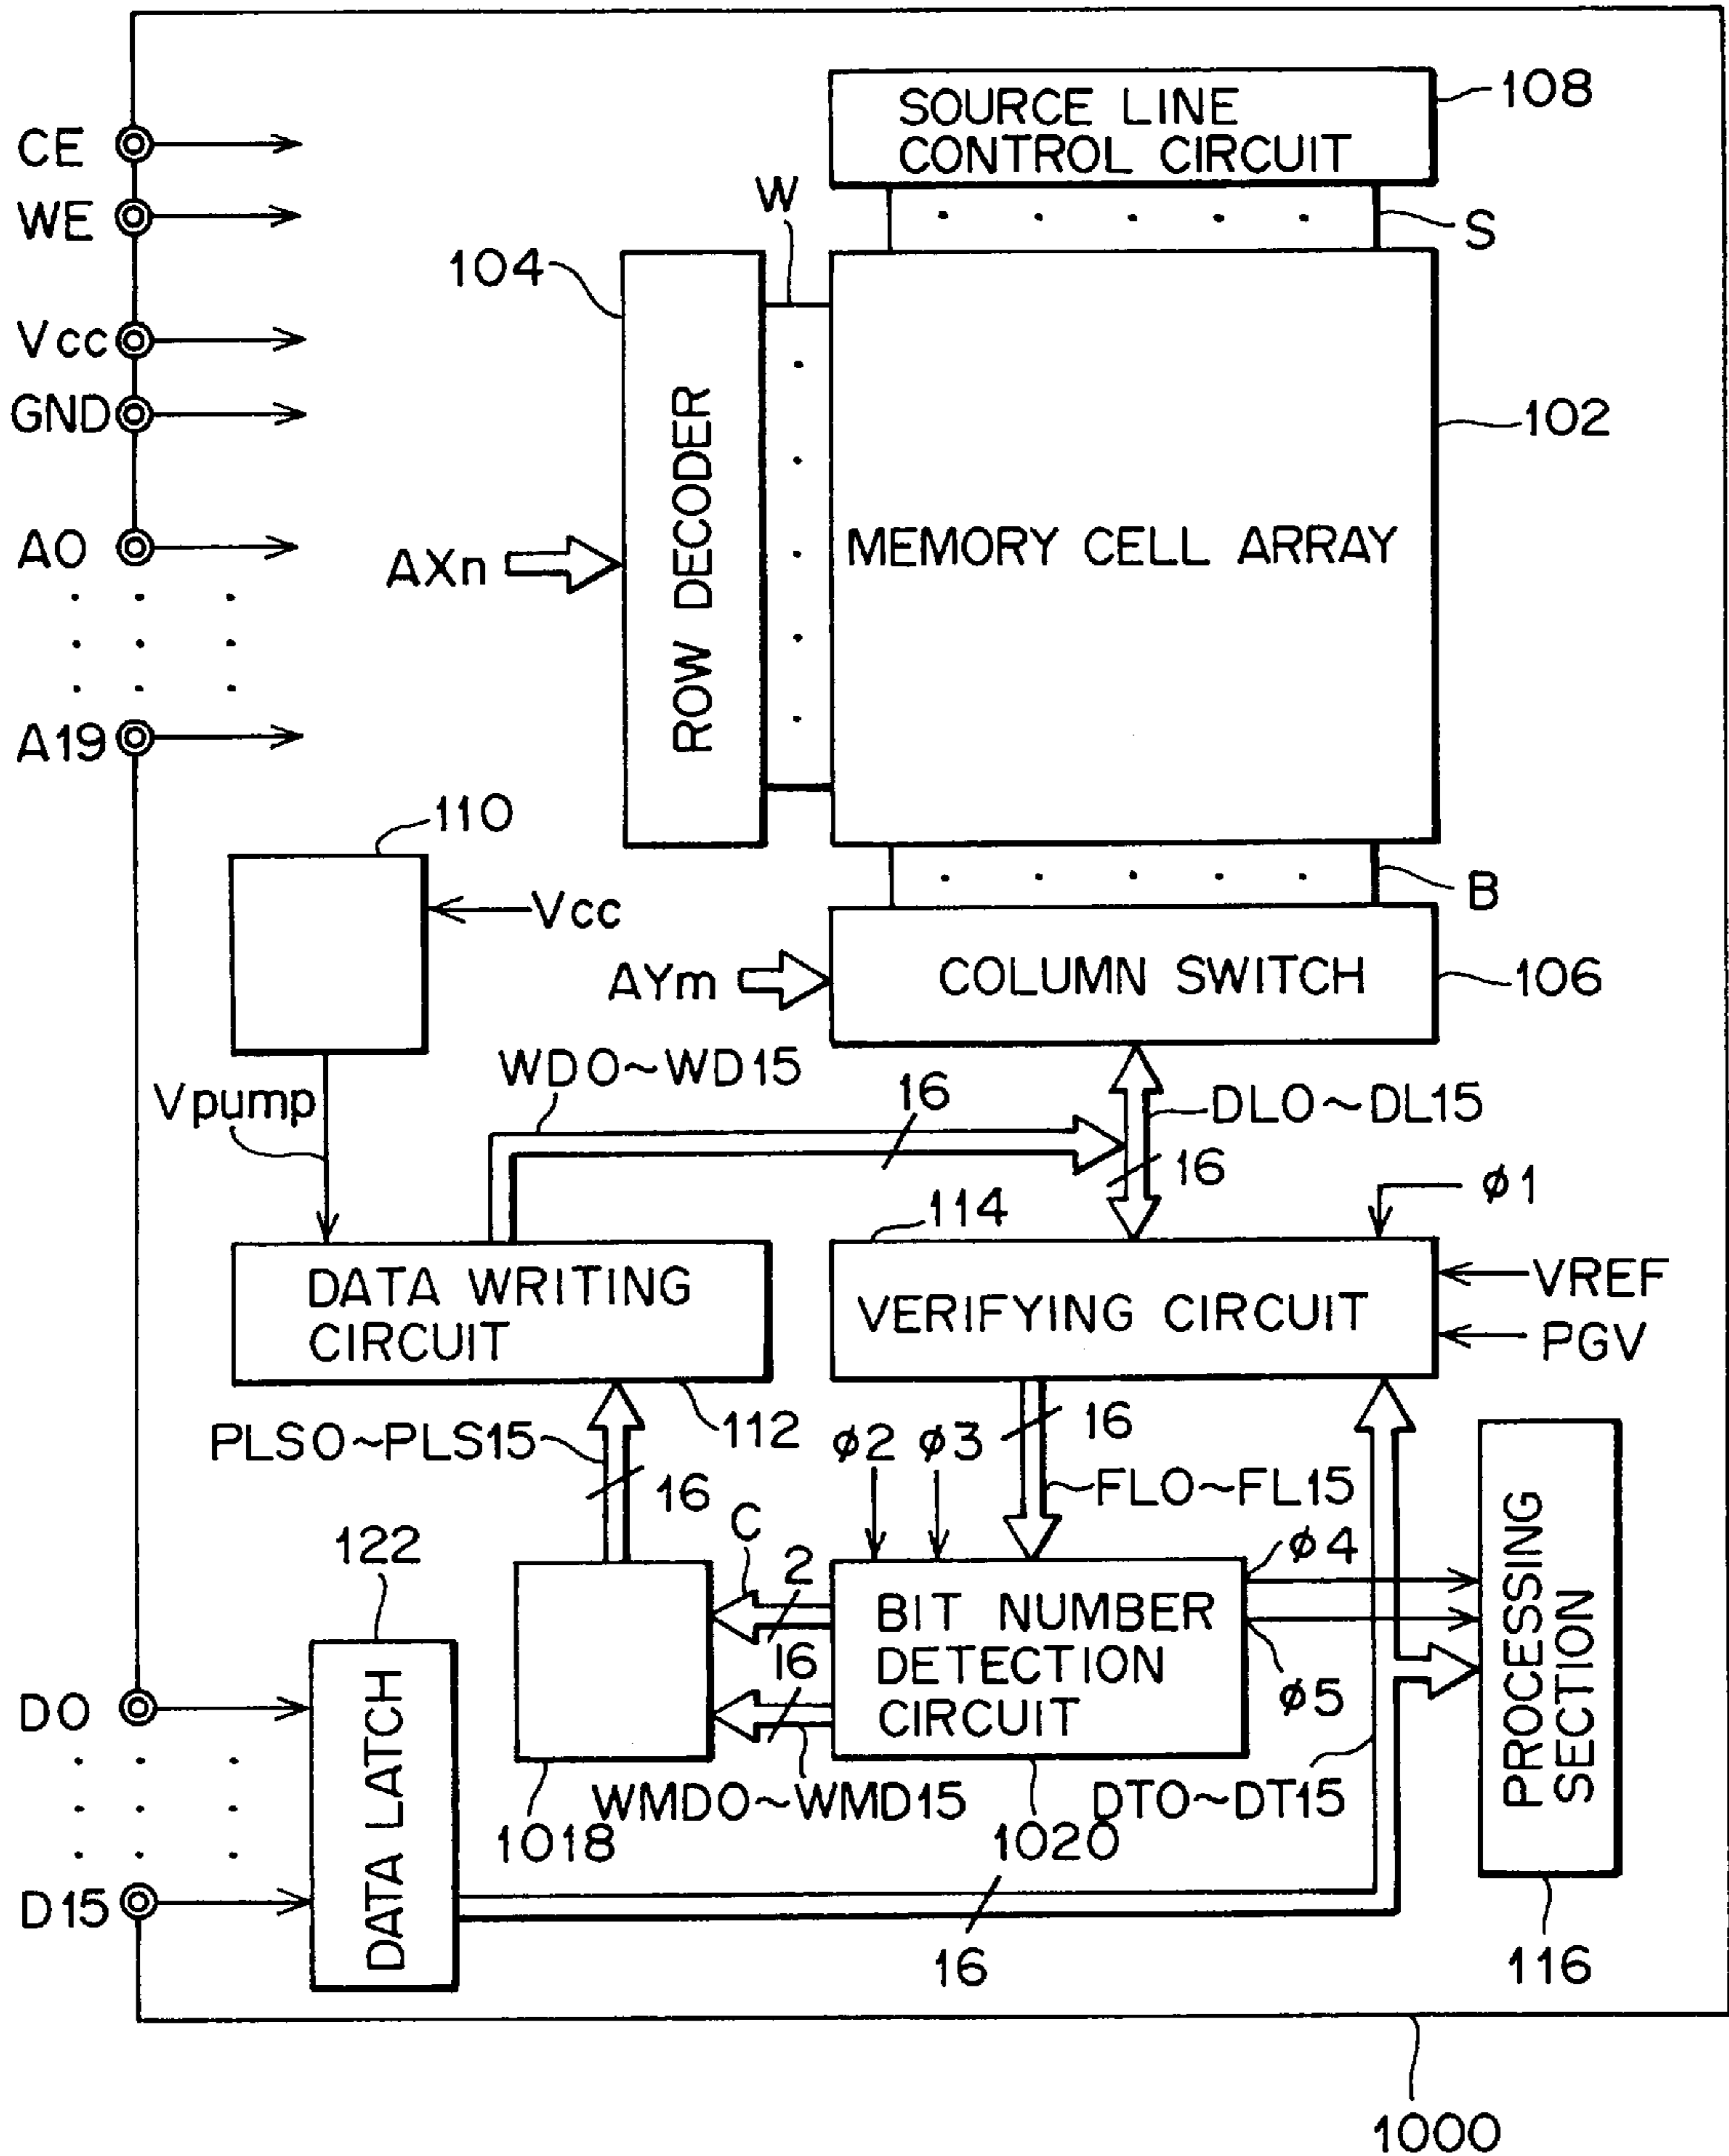 108
SOURCE LINE
CONTROL CIRCUIT
CE
W
WE
S
104
Vcc
GND
102
ROW DECODER
A0
AXn
MEMORY CELL ARRAY
A19
110
Vcc
B
AYm
COLUMN SWITCH
106
WD0~WD15
Vpump
16
DL0~DL15
16
φ1
114
DATA WRITING
CIRCUIT
VERIFYING CIRCUIT
VREF
PGV
PLS0~PLS15
112
φ2
φ3
16
16
FL0~FL15
C
122
2
φ4
BIT NUMBER
DETECTION
CIRCUIT
16
φ5
PROCESSING
SECTION
D0
DATA LATCH
WMD0~WMD15
DT0~DT15
1018
1020
D15
16
116
1000